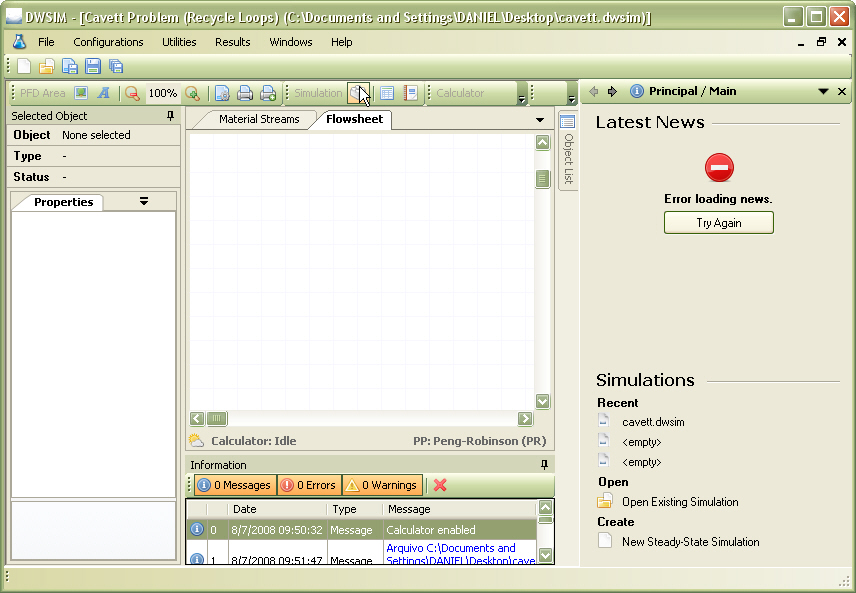 DWSIM - [Cavett Problem (Recycle Loops) (C:\Documents and Settings\DANIEL\Desktop\cavett.dwsim)]
File Configurations Utilities Results Windows Help
PFD Area A 100% Simulation Calculator
Principal / Main
Selected Object
Object None selected
Type -
Status -
Properties
Material Streams Flowsheet
Object List
Calculator: Idle PP: Peng-Robinson (PR)
Information
0 Messages 0 Errors 0 Warnings
Date Type Message
0 8/7/2008 09:50:32 Message Calculator enabled
1 8/7/2008 09:51:47 Message Arquivo C:\Documents and
Settings\DANIEL\Desktop\cave
Latest News
Error loading news.
Try Again
Simulations
Recent
cavett.dwsim
<empty>
<empty>
Open
Open Existing Simulation
Create
New Steady-State Simulation